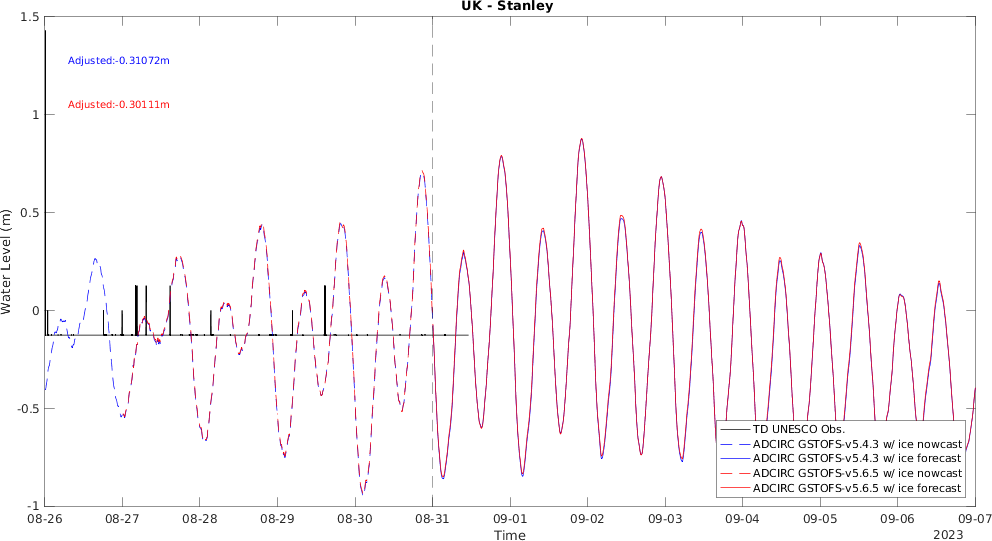 UK - Stanley
1.5
1
0.5
0
-0.5
-1
Water Level (m)
Adjusted:-0.31072m
Adjusted:-0.30111m
TD UNESCO Obs.
ADCIRC GSTOFS-v5.4.3 w/ ice nowcast
ADCIRC GSTOFS-v5.4.3 w/ ice forecast
ADCIRC GSTOFS-v5.6.5 w/ ice nowcast
ADCIRC GSTOFS-v5.6.5 w/ ice forecast
08-26 08-27 08-28 08-29 08-30 08-31 09-01 09-02 09-03 09-04 09-05 09-06 09-07
Time
2023